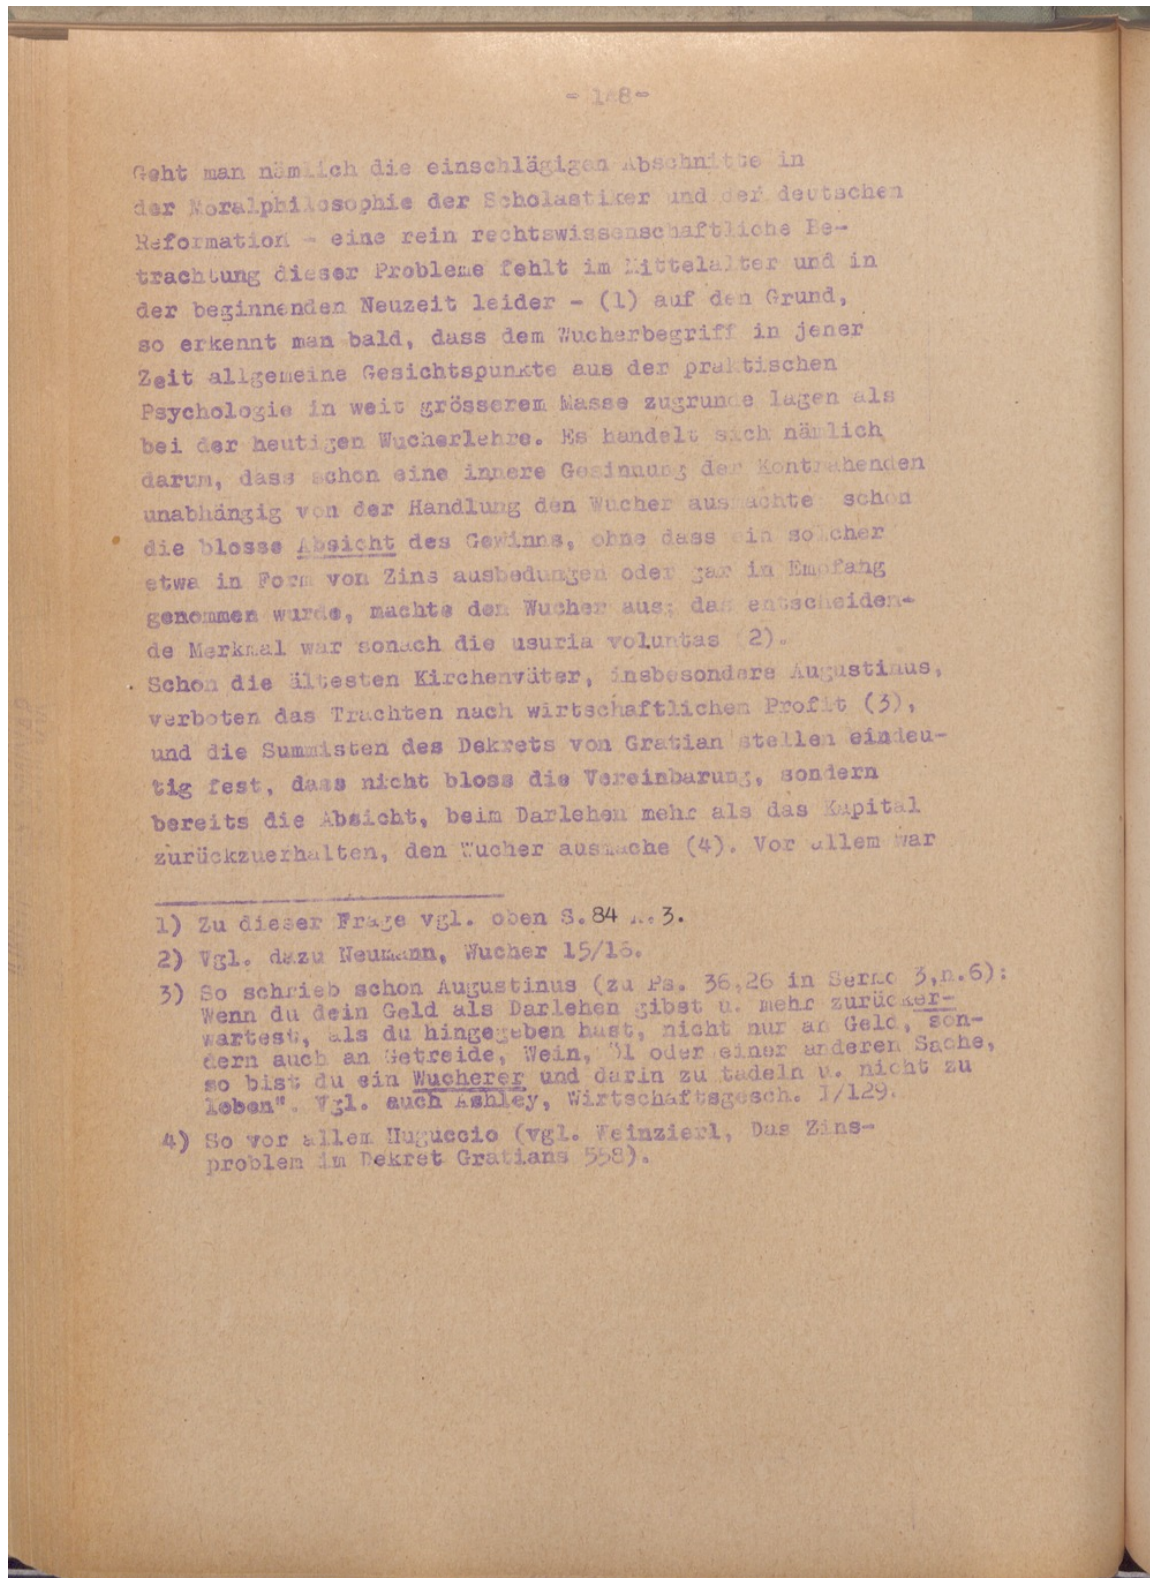 Geht man nämlich die einschlägigen Abschnitte in
der Moralphilosophie der Scholastiker und der deutschen
Reformation - eine rein rechtswissenschaftliche Be-
trachtung dieser Probleme fehlt im Mittelalter und in
der beginnenden Neuzeit leider - (1) auf den Grund,
so erkennt man bald, dass dem Wucherbegriff in jener
Zeit allgemeine Gesichtspunkte aus der praktischen
Psychologie in weit grösserem Masse zugrunde lagen als
bei der heutigen Wucherlehre. Es handelt sich nämlich
darum, dass schon eine innere Gesinnung der Kontrahenden
unabhängig von der Handlung den Wucher ausmachte schon
die blosse Absicht des Gewinns, ohne dass ein solcher
etwa in Form von Zins ausbedungen oder gar in Empfang
genommen wurde, machte den Wucher aus; das entscheiden-
de Merkmal war sonach die usuria voluntas (2).
Schon die ältesten Kirchenväter, insbesondere Augustinus,
verboten das Trachten nach wirtschaftlichem Profit (3),
und die Summisten des Dekrets von Gratian stellen eindeu-
tig fest, dass nicht bloss die Vereinbarung, sondern
bereits die Absicht, beim Darlehen mehr als das Kapital
zurückzuerhalten, den Wucher ausmache (4). Vor allem war
1) Zu dieser Frage vgl. oben S. 84 N. 3.
2) Vgl. dazu Neumann, Wucher 15/16.
3) So schrieb schon Augustinus (zu Ps. 36,26 in Sermo 3,n.6):
Wenn du dein Geld als Darlehen gibst u. mehr zurücker-
wartest, als du hingegeben hast, nicht nur an Geld, son-
dern auch an Getreide, Wein, Öl oder einer anderen Sache,
so bist du ein Wucherer und darin zu tadeln u. nicht zu
loben". Vgl. auch Ashley, Wirtschaftsgesch. I/129.
4) So vor allem Huguccio (vgl. Weinzierl, Das Zins-
problem im Dekret Gratians 558).